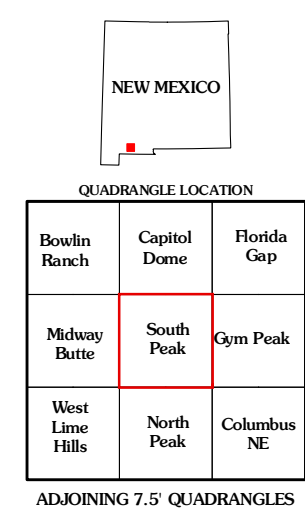 NEW MEXICO
QUADRANGLE LOCATION
Bowlin
Ranch
Capitol
Dome
Florida
Gap
Midway
Butte
South
Peak
Gym Peak
West
Lime
Hills
North
Peak
Columbus
NE
ADJOINING 7.5' QUADRANGLES